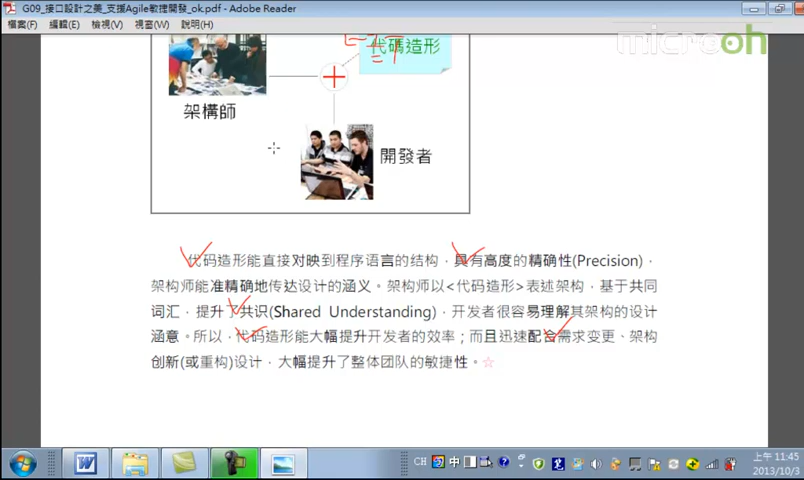 G09_接口設計之美_支援Agile敏捷開發_ok.pdf - Adobe Reader
檔案(F) 編輯(E) 檢視(V) 視窗(W) 說明(H)
microoh
代碼造形
架構師
開發者
代码造形能直接对映到程序语言的结构，具有高度的精确性(Precision)，
架构师能准精确地传达设计的涵义。架构师以<代码造形>表述架构，基于共同
词汇，提升了共识(Shared Understanding)，开发者很容易理解其架构的设计
涵意。所以，代码造形能大幅提升开发者的效率；而且迅速配合需求变更、架构
创新(或重构)设计，大幅提升了整体团队的敏捷性。☆
CH 中
上午 11:45
2013/10/3